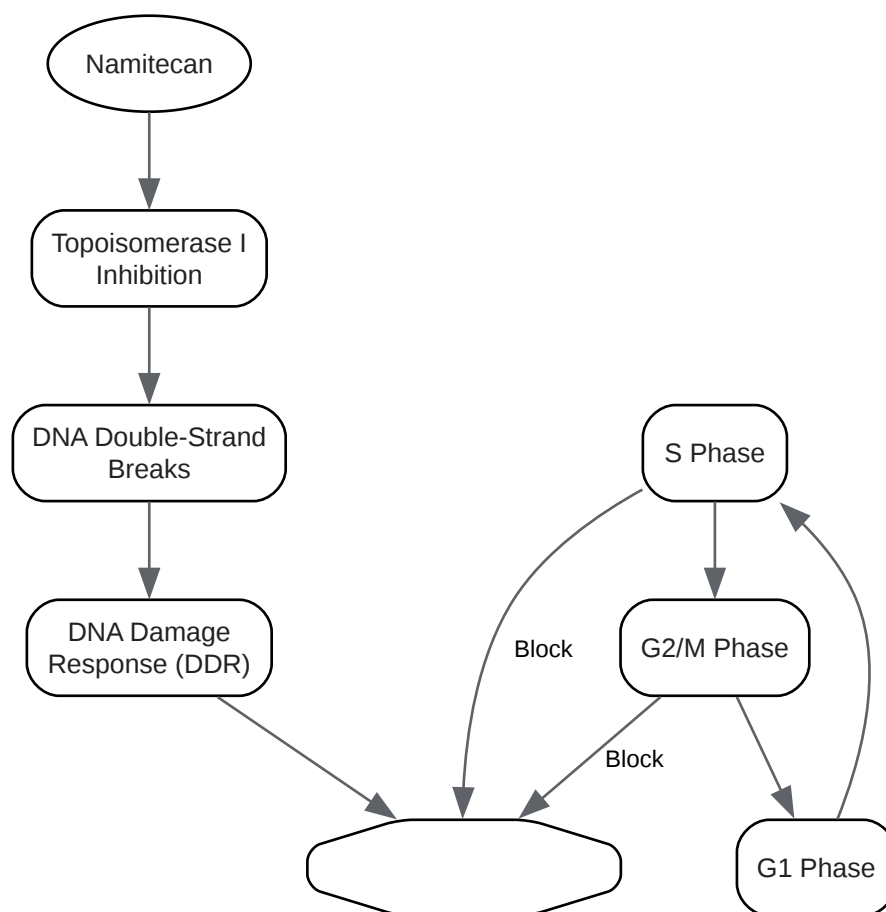 Namitecan
Topoisomerase I
Inhibition
DNA Double-Strand
Breaks
S Phase
DNA Damage
Response (DDR)
Block
G2/M Phase
Block
G1 Phase